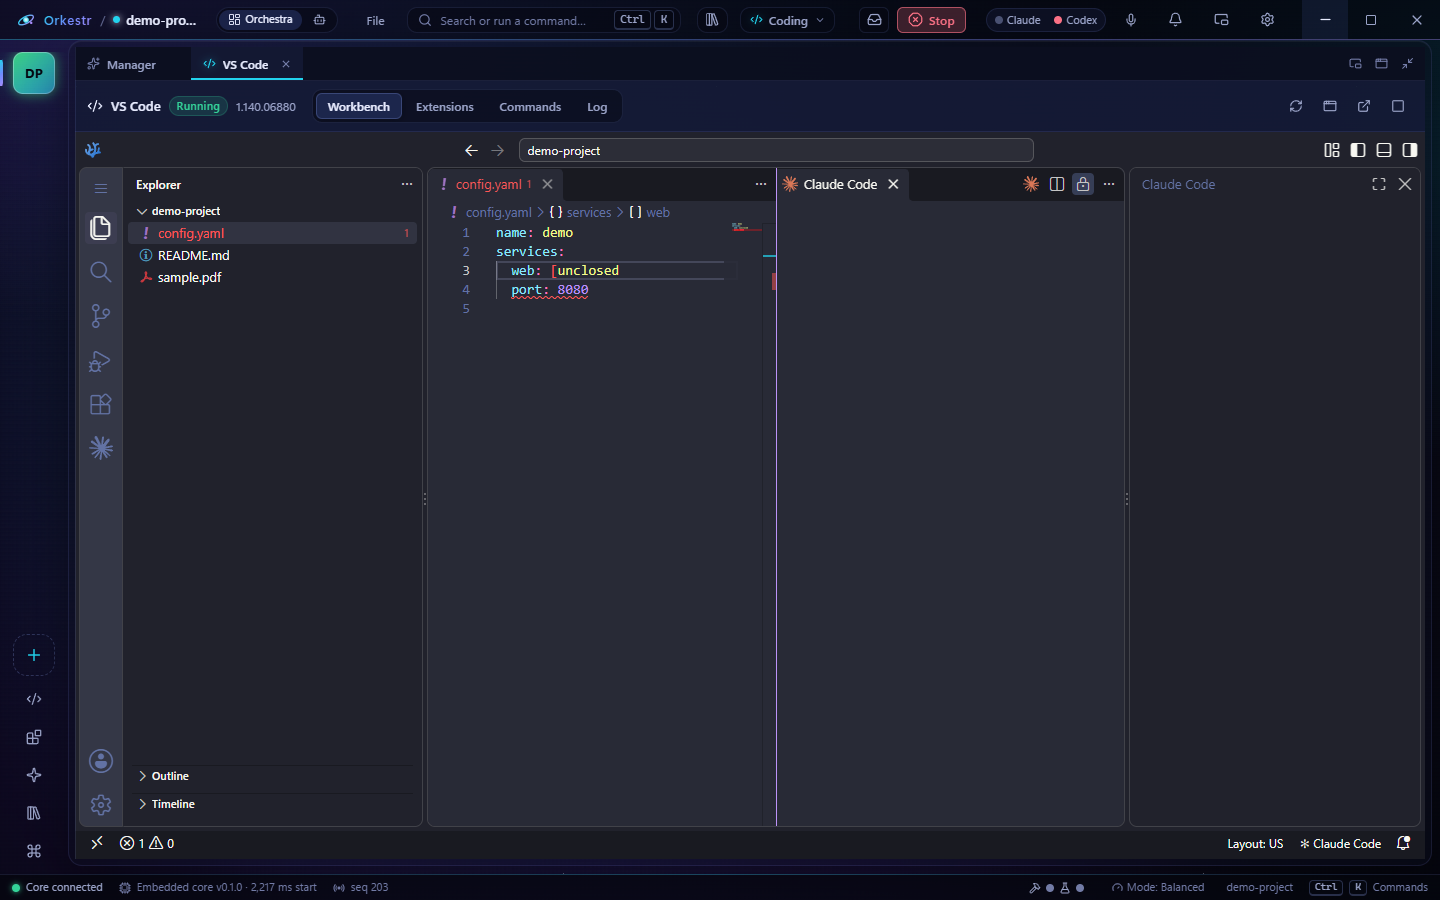 Orkestr / demo-pro... Orchestra File Search or run a command... Ctrl K Coding Stop Claude Codex
DP
Manager VS Code
VS Code Running 1.140.06880 Workbench Extensions Commands Log
demo-project
Explorer
demo-project
config.yaml 1
README.md
sample.pdf
Outline
Timeline
! config.yaml 1
! config.yaml > {} services > [] web
1 name: demo
2 services:
3 web: [unclosed
4 port: 8080
5
Claude Code
Claude Code
1 0 Layout: US Claude Code
Core connected Embedded core v0.1.0 · 2,217 ms start seq 203 Mode: Balanced demo-project Ctrl K Commands